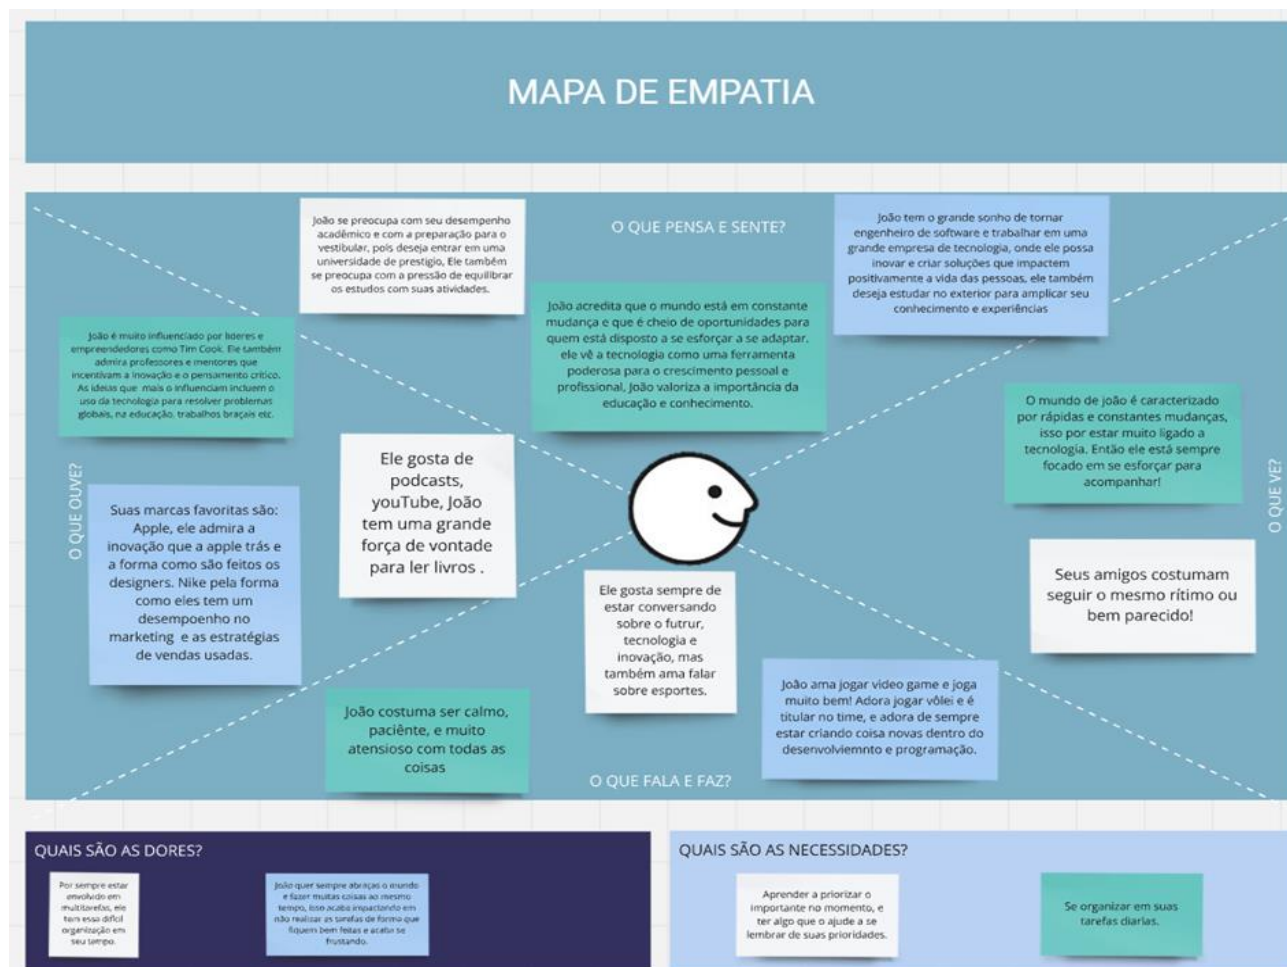 MAPA DE EMPATIA
O QUE PENSA E SENTE?
João se preocupa com seu desempenho
acadêmico e com a preparação para o
vestibular, pois deseja entrar em uma
universidade de prestigio, Ele também
se preocupa com a pressão de equilibrar
os estudos com suas atividades.
João acredita que o mundo está em constante
mudança e que é cheio de oportunidades para
quem está disposto a se esforçar a se adaptar.
ele vê a tecnologia como uma ferramenta
poderosa para o crescimento pessoal e
profissional, João valoriza a importância da
educação e conhecimento.
João tem o grande sonho de tornar
engenheiro de software e trabalhar em uma
grande empresa de tecnologia, onde ele possa
inovar e criar soluções que impactem
positivamente a vida das pessoas, ele também
deseja estudar no exterior para amplicar seu
conhecimento e experiências
O QUE OUVE?
João é muito influenciado por lideres e
empreendedores como Tim Cook. Ele também
admira professores e mentores que
incentivam a inovação e o pensamento crítico.
As ideias que mais o influenciam incluem o
uso da tecnologia para resolver problemas
globais, na educação, trabalhos braçais etc.
Suas marcas favoritas são:
Apple, ele admira a
inovação que a apple trás e
a forma como são feitos os
designers. Nike pela forma
como eles tem um
desempoenho no
marketing e as estratégias
de vendas usadas.
Ele gosta de
podcasts,
youTube, João
tem uma grande
força de vontade
para ler livros .
O QUE VE?
O mundo de joão é caracterizado
por rápidas e constantes mudanças,
isso por estar muito ligado a
tecnologia. Então ele está sempre
focado em se esforçar para
acompanhar!
Seus amigos costumam
seguir o mesmo rítimo ou
bem parecido!
Ele gosta sempre de
estar conversando
sobre o futrur,
tecnologia e
inovação, mas
também ama falar
sobre esportes.
João costuma ser calmo,
paciênte, e muito
atensioso com todas as
coisas
João ama jogar video game e joga
muito bem! Adora jogar vôlei e é
titular no time, e adora de sempre
estar criando coisa novas dentro do
desenvolviemnto e programação.
O QUE FALA E FAZ?
QUAIS SÃO AS DORES?
Por sempre estar
envolvido em
multitarefas, ele
tem essa difícil
organização em
seu tempo.
João quer sempre abraços o mundo
e fazer muitas coisas ao mesmo
tempo, isso acaba impactando em
não realizar as tarefas de forma que
fiquem bem feitas e acaba se
frustando.
QUAIS SÃO AS NECESSIDADES?
Aprender a priorizar o
importante no momento, e
ter algo que o ajude a se
lembrar de suas prioridades.
Se organizar em suas
tarefas diarias.